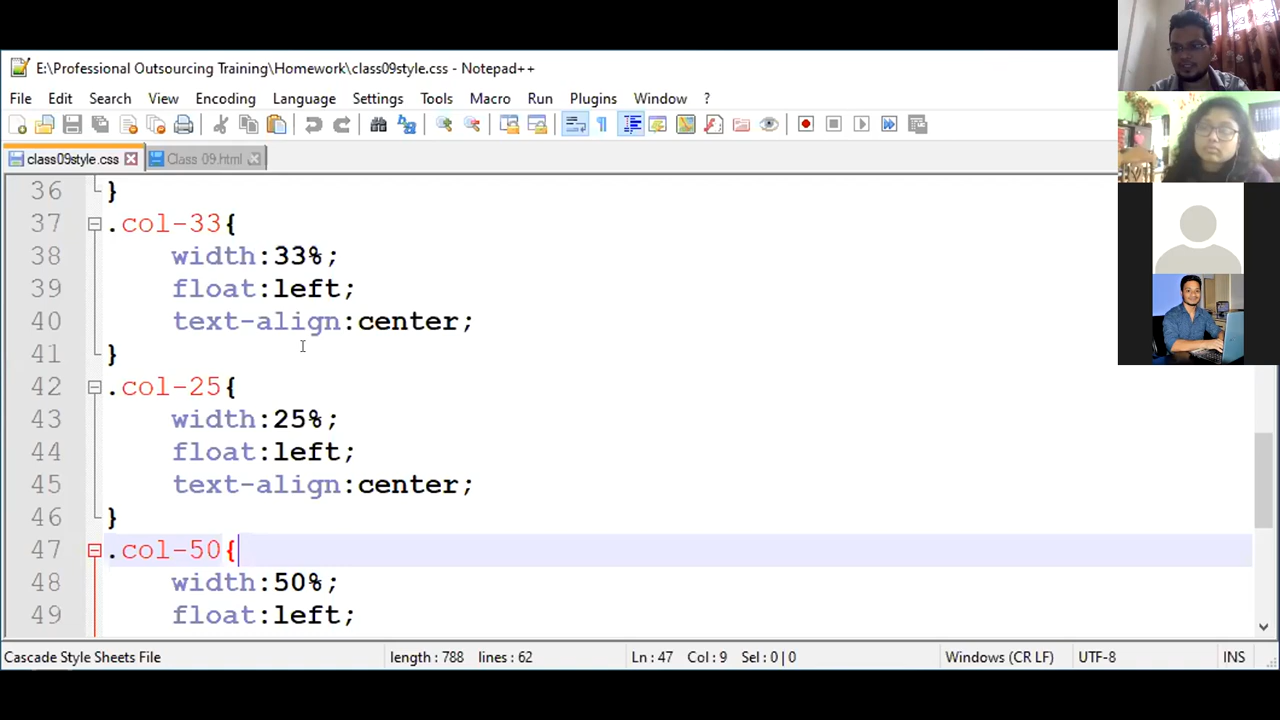 E:\Professional Outsourcing Training\Homework\class09style.css - Notepad++
File Edit Search View Encoding Language Settings Tools Macro Run Plugins Window ?
class09style.css Class 09.html
36 }
37 .col-33{
38 width:33%;
39 float:left;
40 text-align:center;
41 }
42 .col-25{
43 width:25%;
44 float:left;
45 text-align:center;
46 }
47 .col-50{
48 width:50%;
49 float:left;
Cascade Style Sheets File length : 788 lines : 62 Ln : 47 Col : 9 Sel : 0 | 0 Windows (CR LF) UTF-8 INS